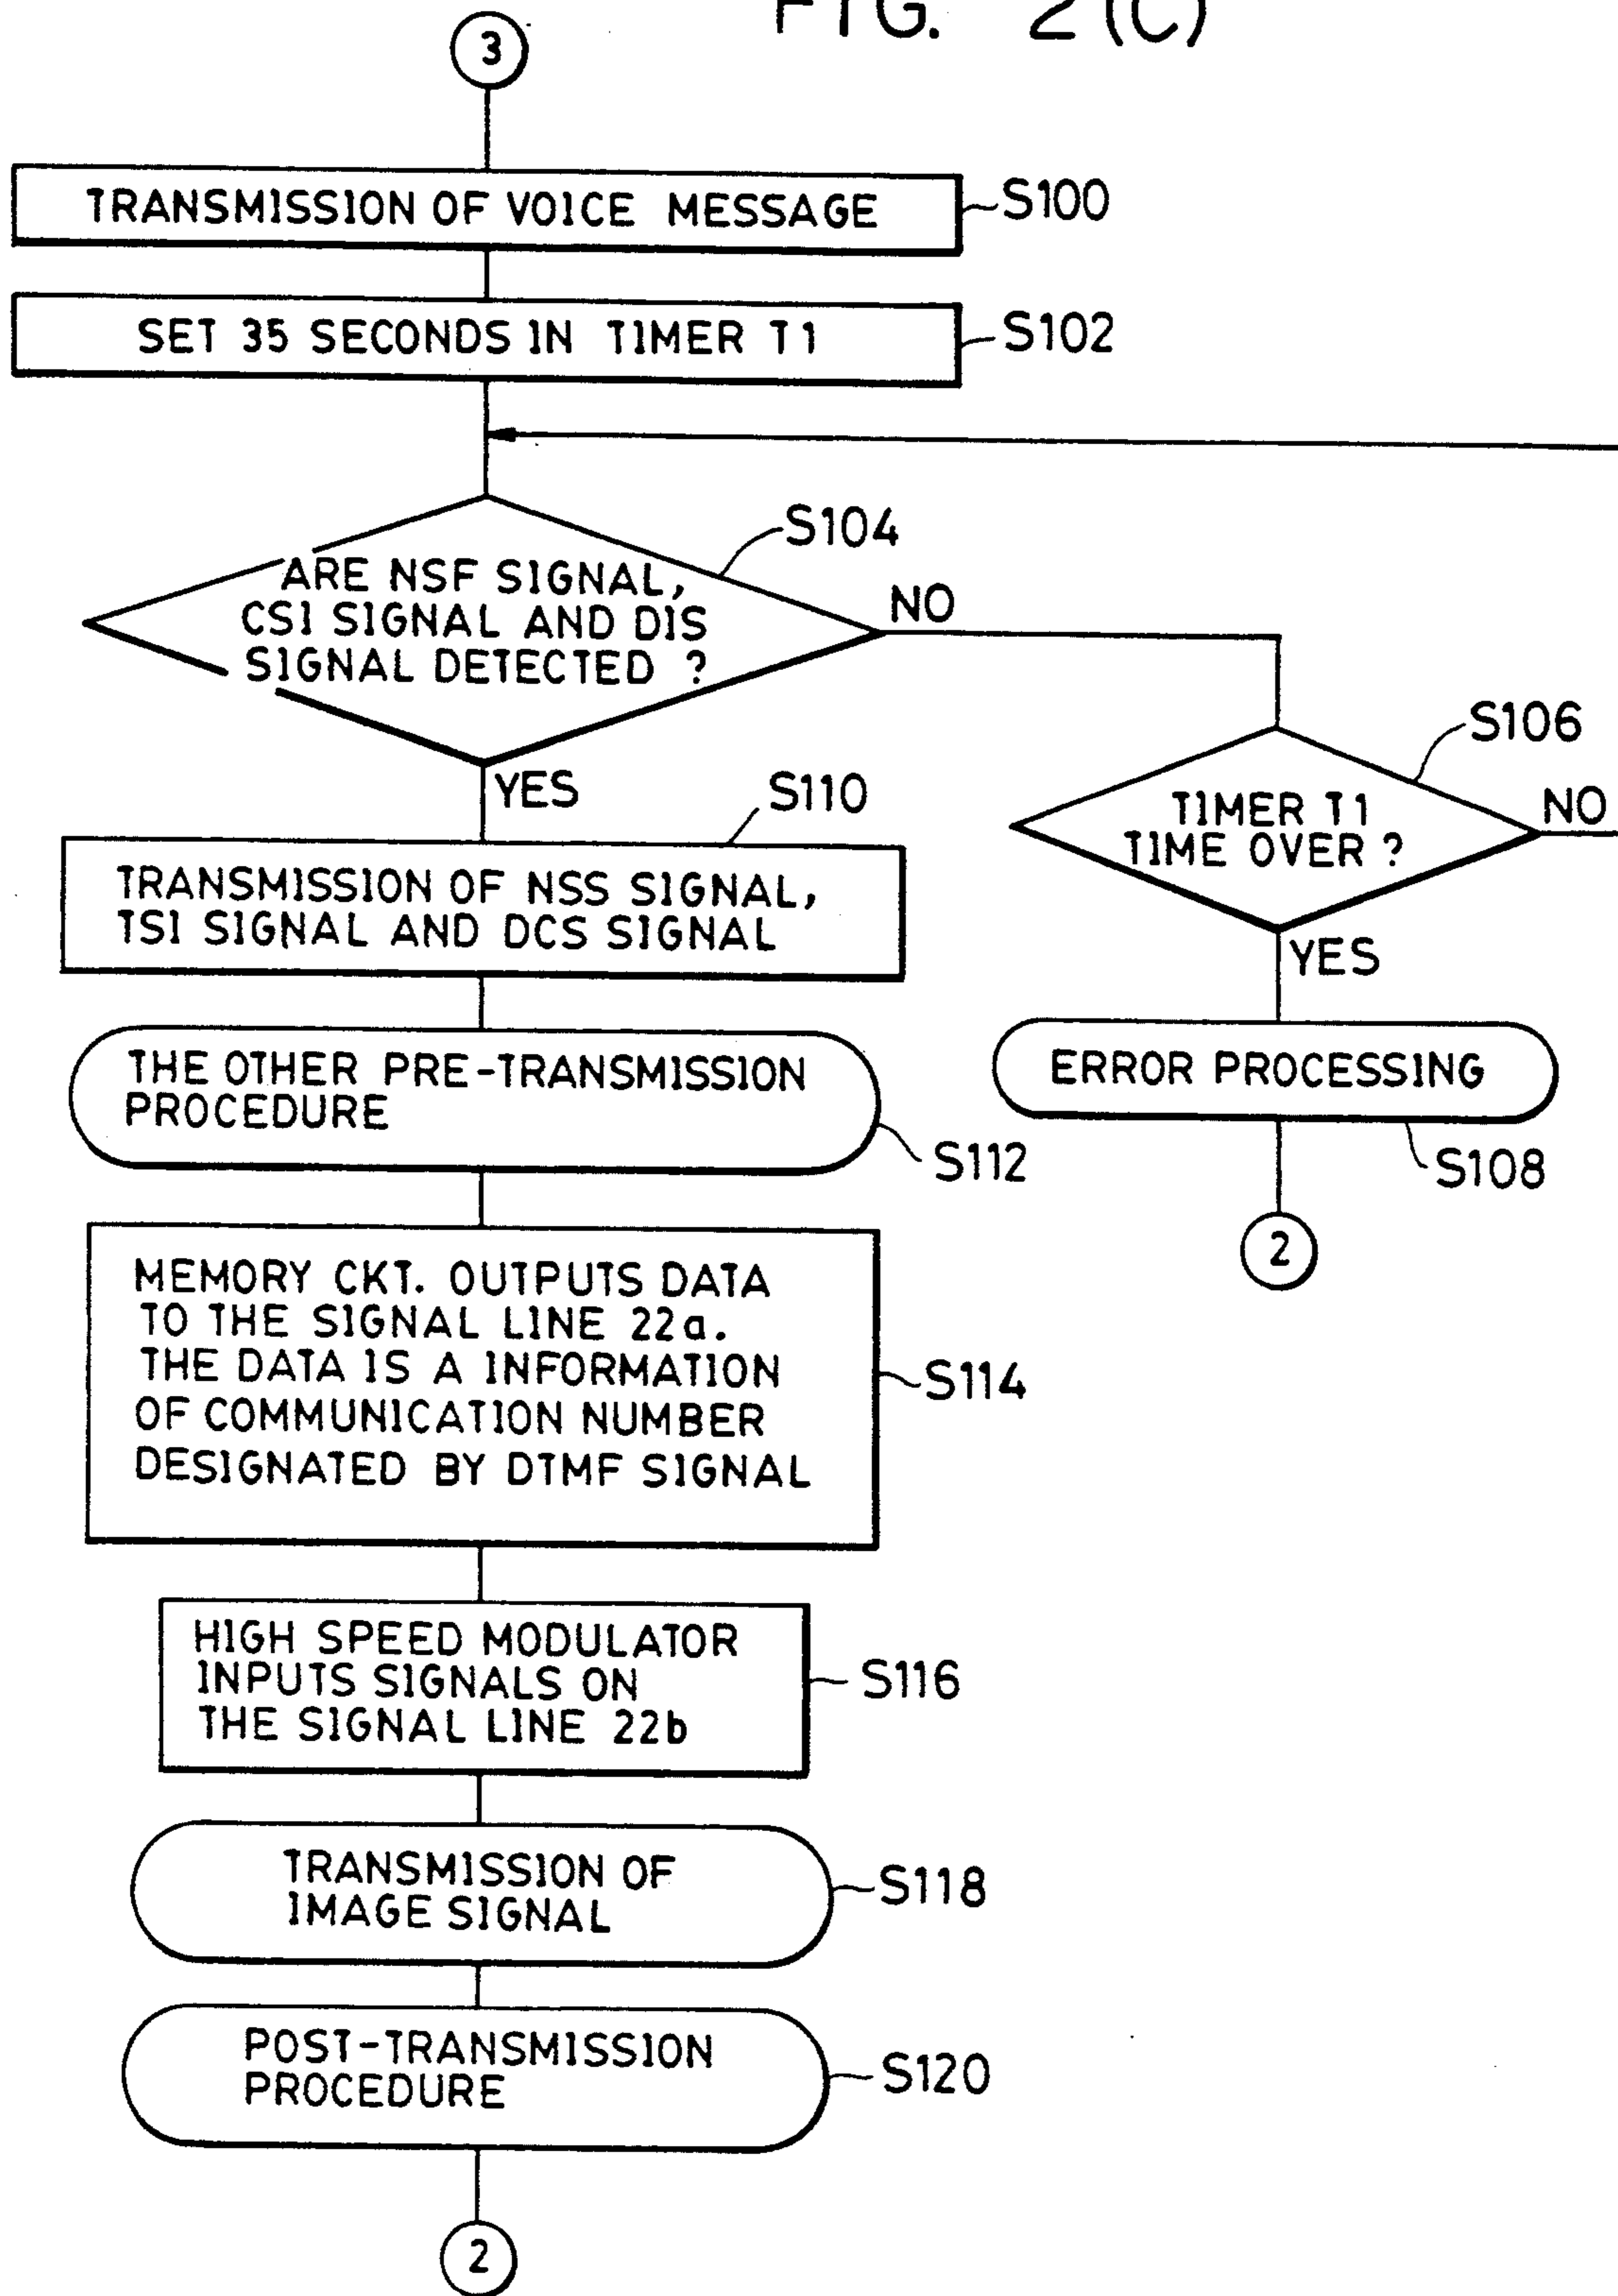 FIG. 2(C)
3
TRANSMISSION OF VOICE MESSAGE
S100
SET 35 SECONDS IN TIMER T1
S102
S104
ARE NSF SIGNAL,
CSI SIGNAL AND DIS
SIGNAL DETECTED ?
NO
YES
S106
TIMER T1
TIME OVER ?
NO
YES
ERROR PROCESSING
S108
2
S110
TRANSMISSION OF NSS SIGNAL,
TSI SIGNAL AND DCS SIGNAL
THE OTHER PRE-TRANSMISSION
PROCEDURE
S112
MEMORY CKT. OUTPUTS DATA
TO THE SIGNAL LINE 22a.
THE DATA IS A INFORMATION
OF COMMUNICATION NUMBER
DESIGNATED BY DTMF SIGNAL
S114
HIGH SPEED MODULATOR
INPUTS SIGNALS ON
THE SIGNAL LINE 22b
S116
TRANSMISSION OF
IMAGE SIGNAL
S118
POST-TRANSMISSION
PROCEDURE
S120
2